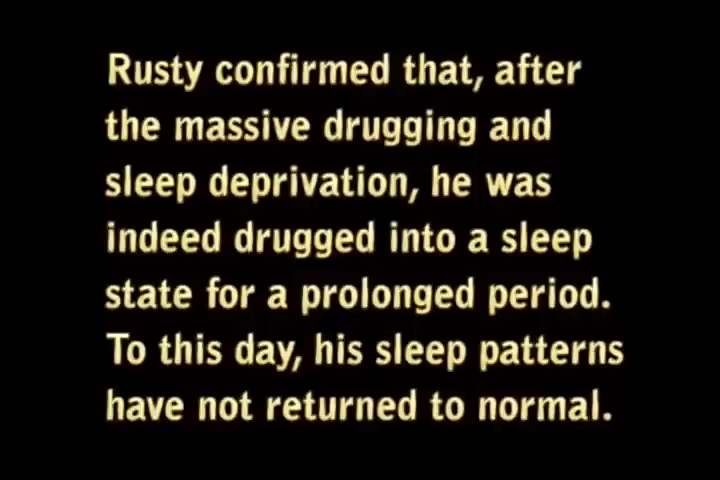 Rusty confirmed that, after
the massive drugging and
sleep deprivation, he was
indeed drugged into a sleep
state for a prolonged period.
To this day, his sleep patterns
have not returned to normal.